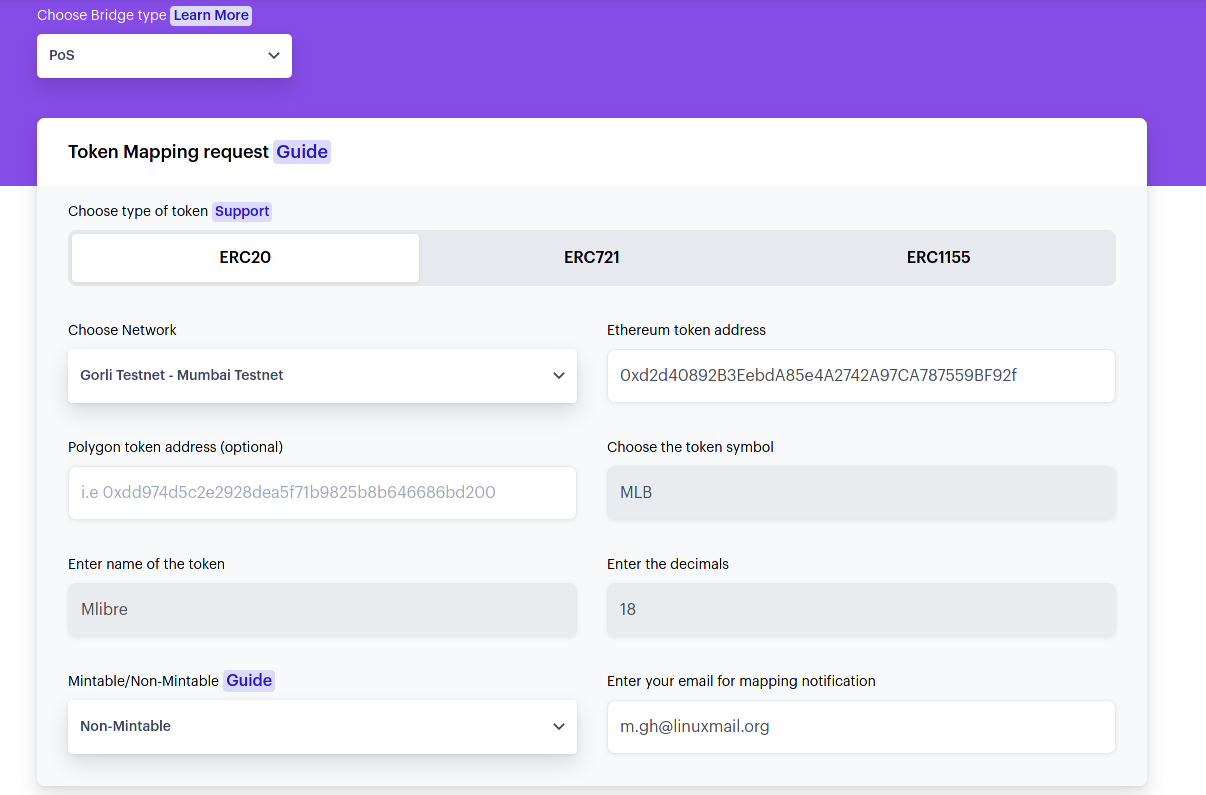 Choose Bridge type Learn More
PoS
Token Mapping request Guide
Choose type of token Support
ERC20 ERC721 ERC1155
Choose Network Ethereum token address
Gorli Testnet - Mumbai Testnet 0xd2d40892B3EebdA85e4A2742A97CA787559BF92f
Polygon token address (optional) Choose the token symbol
i.e 0xdd974d5c2e2928dea5f71b9825b8b646686bd200 MLB
Enter name of the token Enter the decimals
Mlibre 18
Mintable/Non-Mintable Guide Enter your email for mapping notification
Non-Mintable m.gh@linuxmail.org